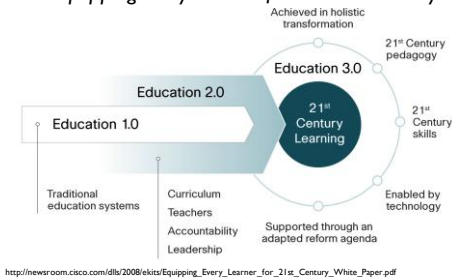 Achieved in holistic
transformation
21st Century
pedagogy
Education 3.0
Education 2.0
21st
Century
Learning
21st
Century
skills
Education 1.0
Traditional
education systems
Curriculum
Teachers
Accountability
Leadership
Enabled by
technology
Supported through an
adapted reform agenda
http://newsroom.cisco.com/dlls/2008/ekits/Equipping_Every_Learner_for_21st_Century_White_Paper.pdf